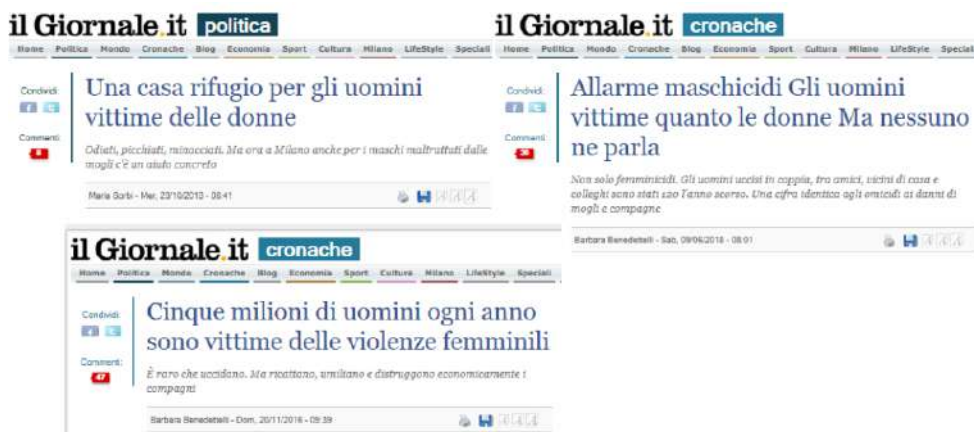 il Giornale.it politica
Home Politica Mondo Cronache Blog Economia Sport Cultura Milano LifeStyle Speciali
Condividi:
Commenti:
8
Una casa rifugio per gli uomini
vittime delle donne
Odiati, picchiati, minacciati. Ma ora a Milano anche per i maschi maltrattati dalle
mogli c'è un aiuto concreto
Maria Sorbi - Mer, 23/10/2013 - 08:41
il Giornale.it cronache
Home Politica Mondo Cronache Blog Economia Sport Cultura Milano LifeStyle Speciali
Condividi:
Commenti:
Allarme maschicidi Gli uomini
vittime quanto le donne Ma nessuno
ne parla
Non solo femminicidi. Gli uomini uccisi in coppia, tra amici, vicini di casa e
colleghi sono stati 120 l'anno scorso. Una cifra identica agli omicidi ai danni di
mogli e compagne
Barbara Benedettelli - Sab, 09/06/2018 - 08:01
il Giornale.it cronache
Home Politica Mondo Cronache Blog Economia Sport Cultura Milano LifeStyle Speciali
Condividi:
Commenti:
47
Cinque milioni di uomini ogni anno
sono vittime delle violenze femminili
È raro che uccidano. Ma ricattano, umiliano e distruggono economicamente i
compagni
Barbara Benedettelli - Dom, 20/11/2016 - 09:39